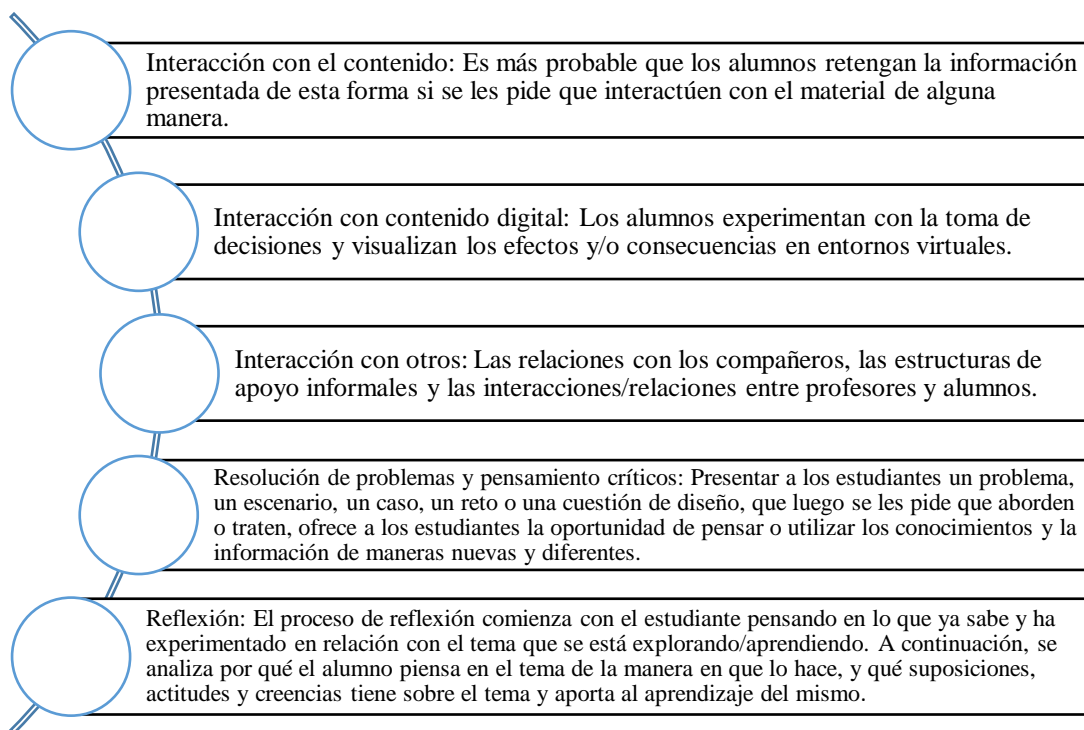 Interacción con el contenido: Es más probable que los alumnos retengan la información
presentada de esta forma si se les pide que interactúen con el material de alguna
manera.
Interacción con contenido digital: Los alumnos experimentan con la toma de
decisiones y visualizan los efectos y/o consecuencias en entornos virtuales.
Interacción con otros: Las relaciones con los compañeros, las estructuras de
apoyo informales y las interacciones/relaciones entre profesores y alumnos.
Resolución de problemas y pensamiento críticos: Presentar a los estudiantes un problema,
un escenario, un caso, un reto o una cuestión de diseño, que luego se les pide que aborden
o traten, ofrece a los estudiantes la oportunidad de pensar o utilizar los conocimientos y la
información de maneras nuevas y diferentes.
Reflexión: El proceso de reflexión comienza con el estudiante pensando en lo que ya sabe y ha
experimentado en relación con el tema que se está explorando/aprendiendo. A continuación, se
analiza por qué el alumno piensa en el tema de la manera en que lo hace, y qué suposiciones,
actitudes y creencias tiene sobre el tema y aporta al aprendizaje del mismo.